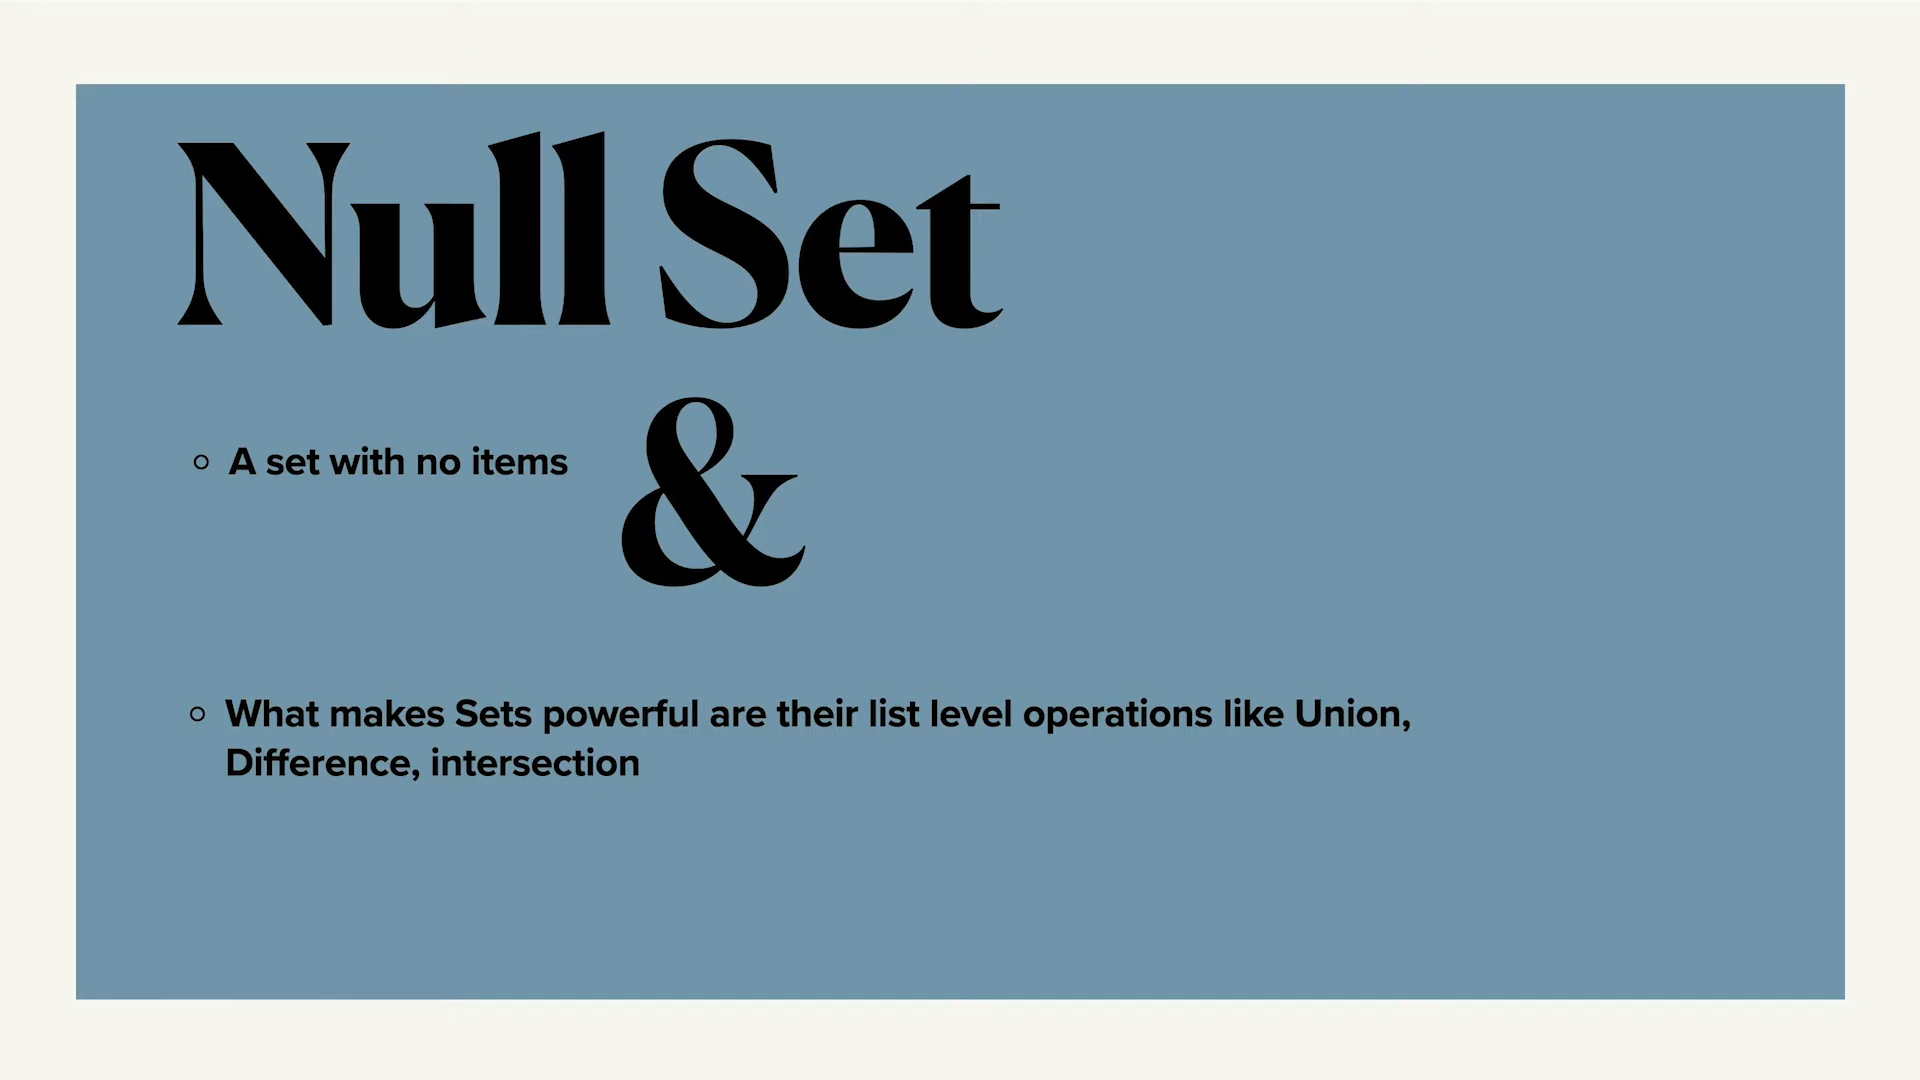 Null Set
&
○ A set with no items
○ What makes Sets powerful are their list level operations like Union,
Difference, intersection